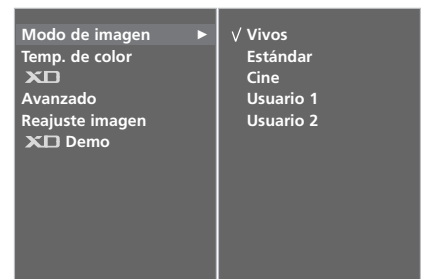 Modo de imagen ►
Temp. de color
XD
Avanzado
Reajuste imagen
XD Demo
√ Vivos
Estándar
Cine
Usuario 1
Usuario 2